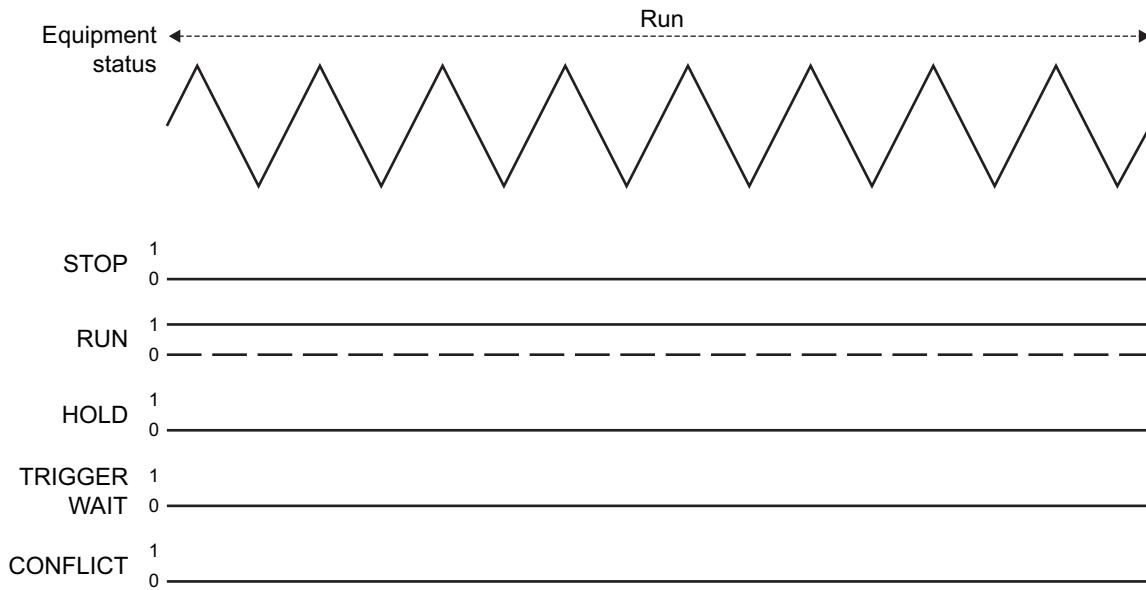 Run
Equipment
status
STOP
1
0
RUN
1
0
HOLD
1
0
TRIGGER
WAIT
1
0
CONFLICT
1
0